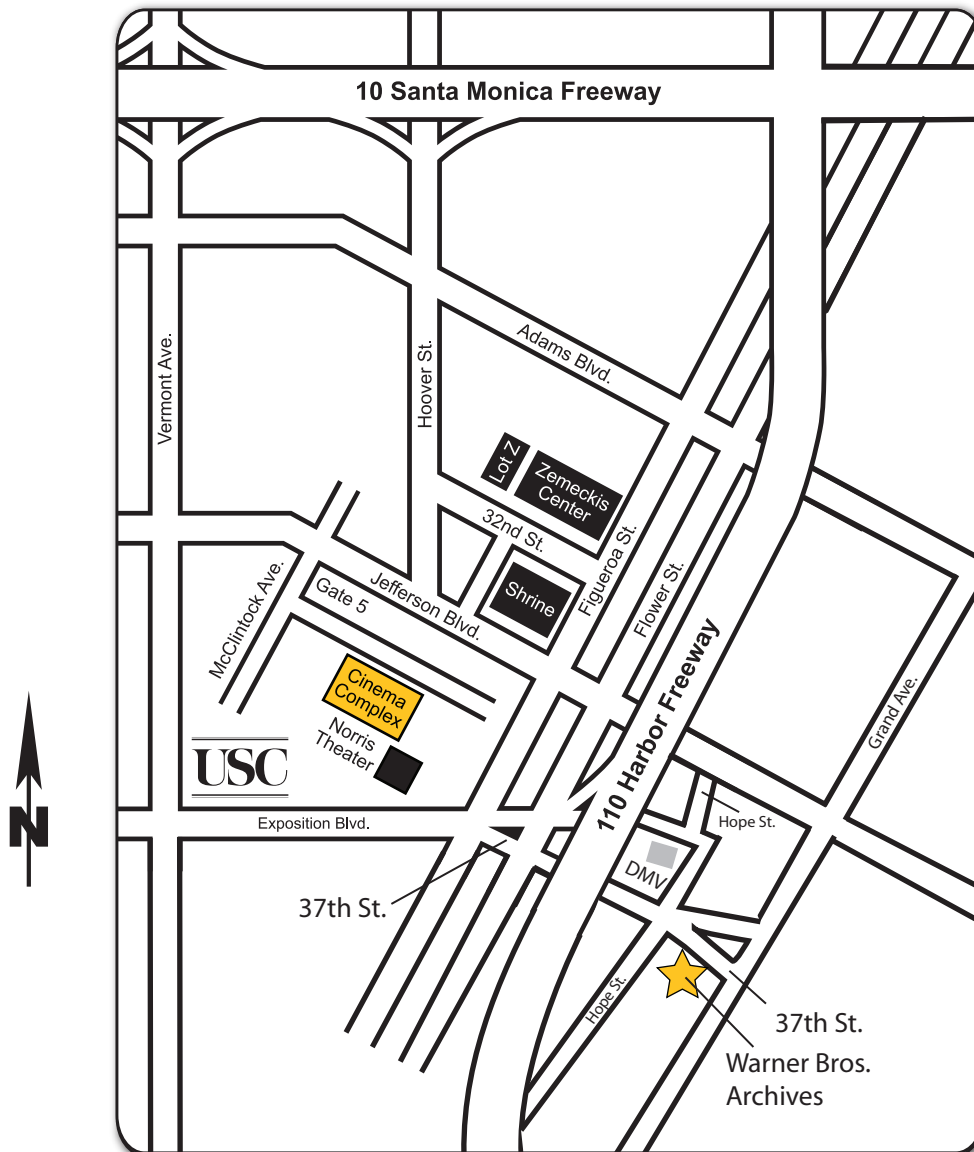 10 Santa Monica Freeway
Adams Blvd.
Vermont Ave.
Hoover St.
Lot Z
Zemeckis
Center
32nd St.
Figueroa St.
Shrine
Flower St.
Jefferson Blvd.
Gate 5
McClintock Ave.
110 Harbor Freeway
Cinema
Complex
Grand Ave.
Norris
Theater
USC
N
Exposition Blvd.
Hope St.
DMV
37th St.
Hope St.
37th St.
Warner Bros.
Archives